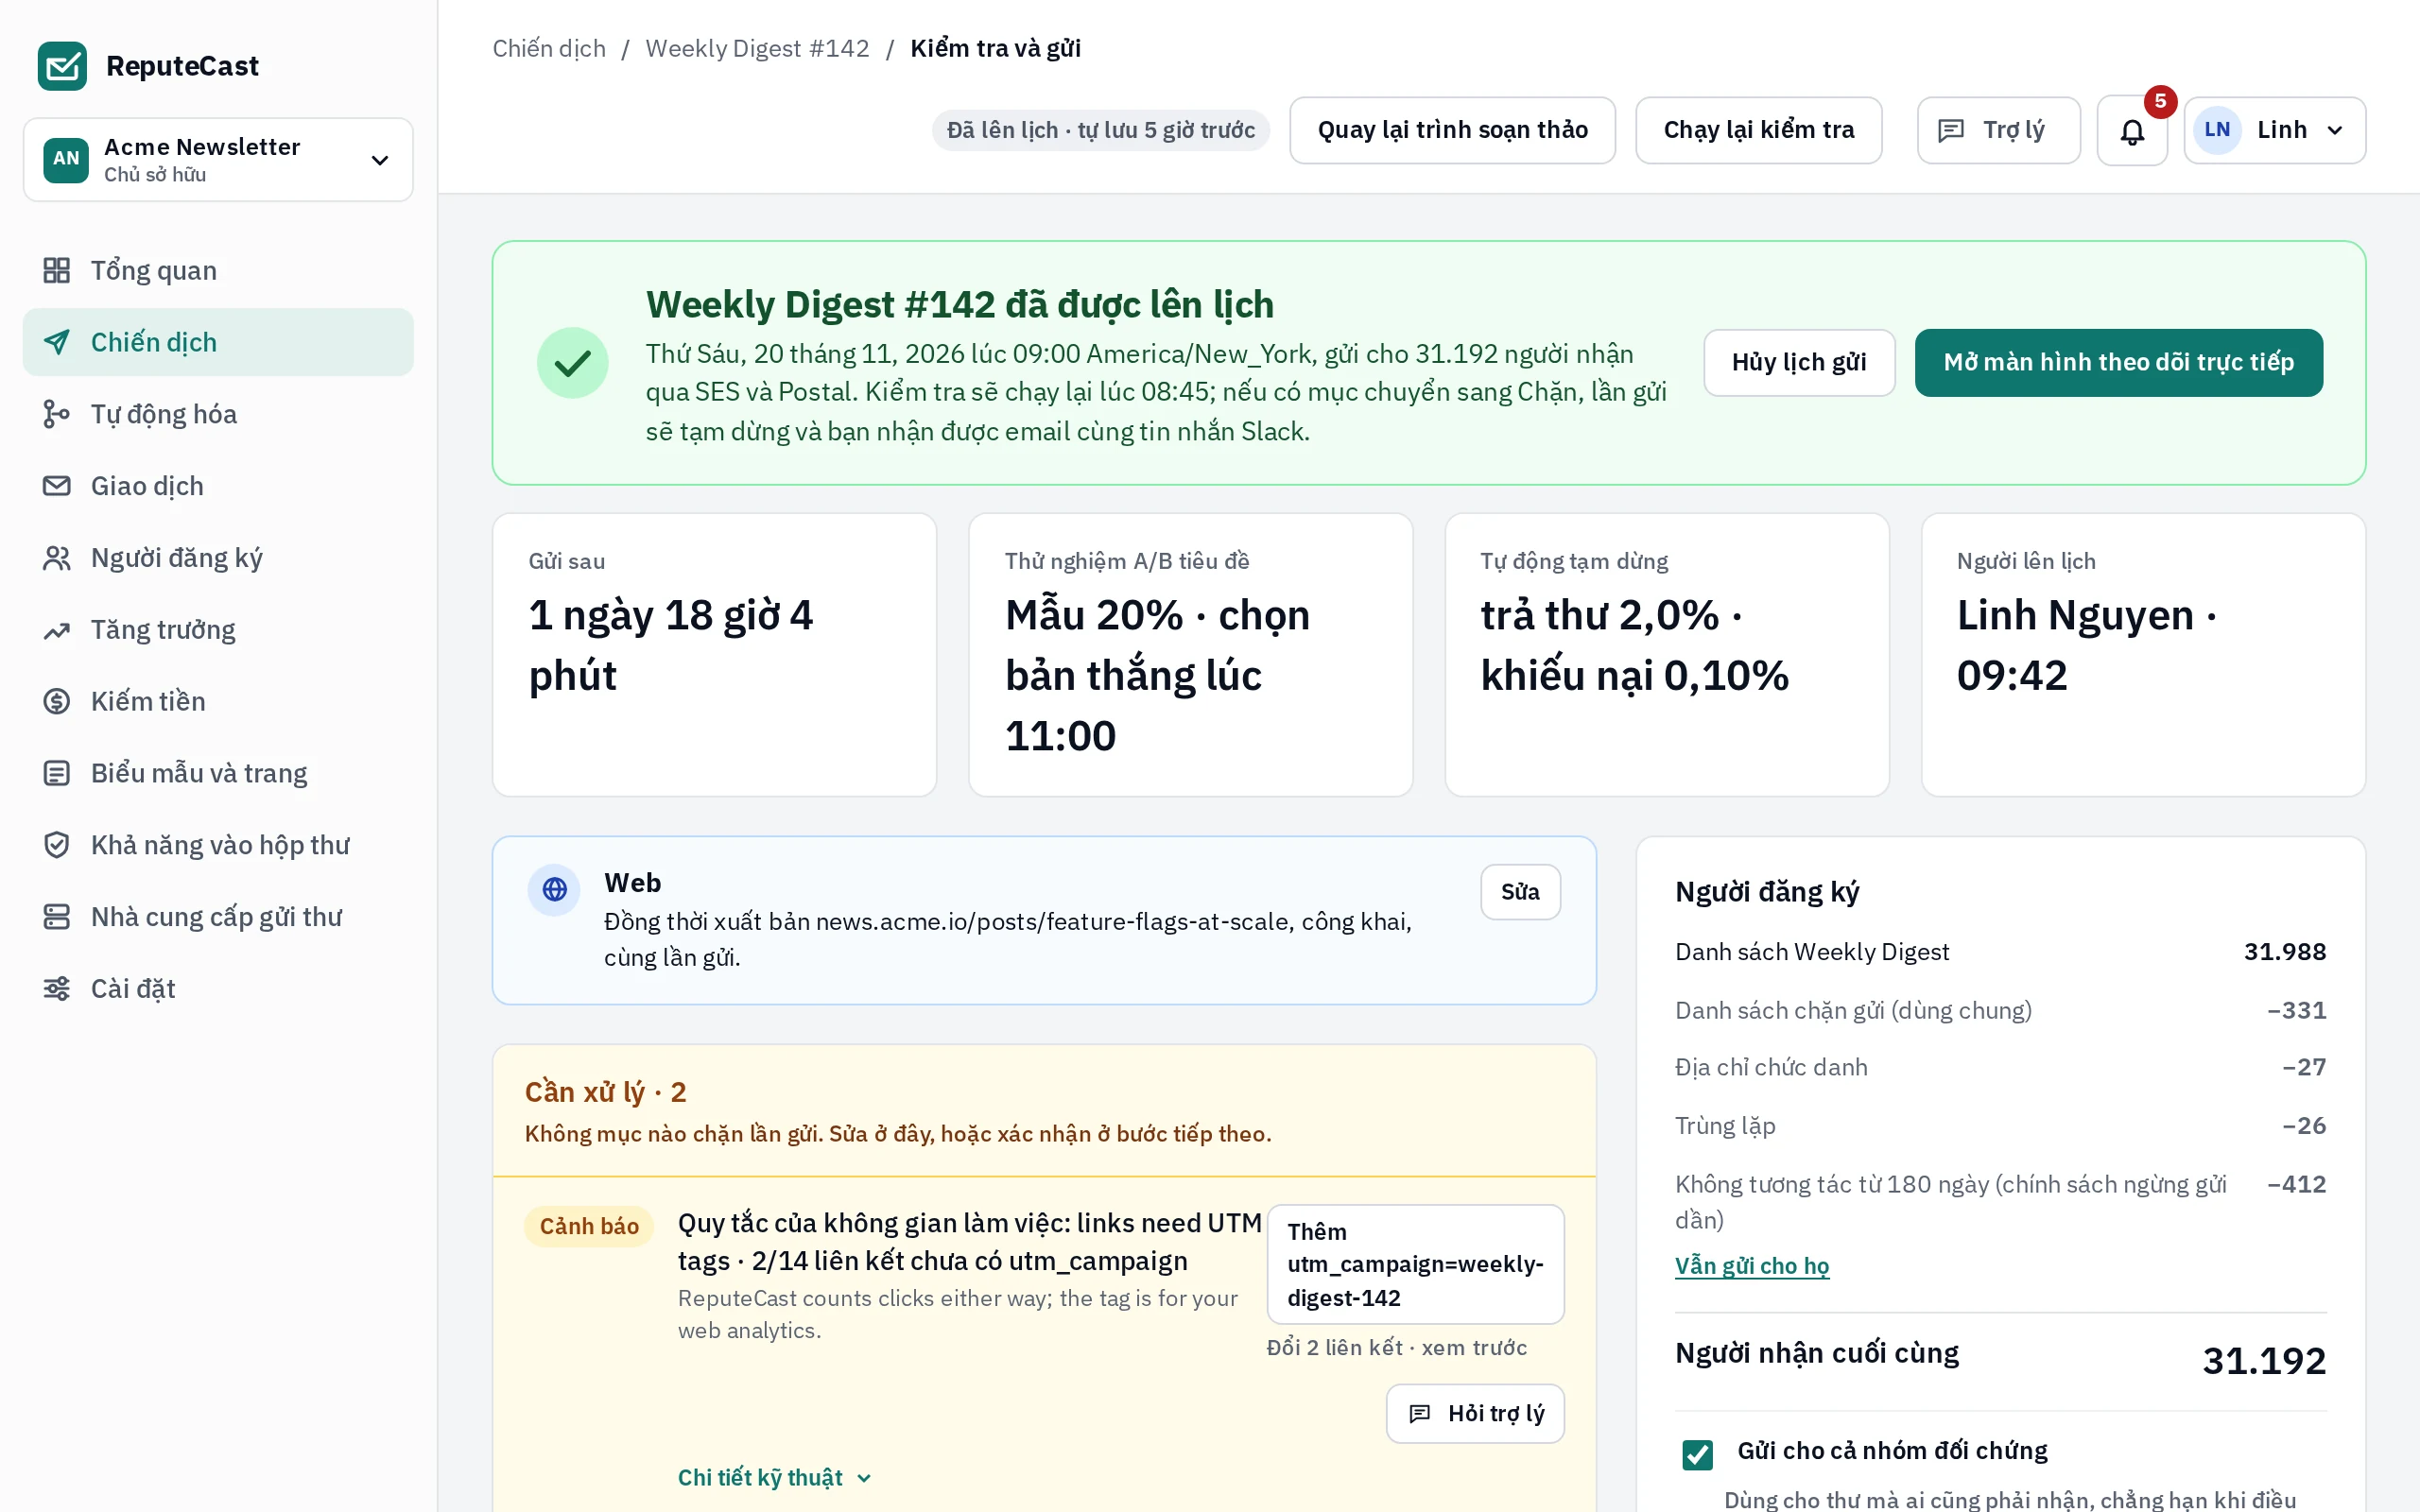 ReputeCast
AN
Acme Newsletter
Chủ sở hữu
Tổng quan
Chiến dịch
Tự động hóa
Giao dịch
Người đăng ký
Tăng trưởng
Kiếm tiền
Biểu mẫu và trang
Khả năng vào hộp thư
Nhà cung cấp gửi thư
Cài đặt
Chiến dịch / Weekly Digest #142 / Kiểm tra và gửi
Đã lên lịch · tự lưu 5 giờ trước
Quay lại trình soạn thảo
Chạy lại kiểm tra
Trợ lý
5
LN
Linh
Weekly Digest #142 đã được lên lịch
Thứ Sáu, 20 tháng 11, 2026 lúc 09:00 America/New_York, gửi cho 31.192 người nhận
qua SES và Postal. Kiểm tra sẽ chạy lại lúc 08:45; nếu có mục chuyển sang Chặn, lần gửi
sẽ tạm dừng và bạn nhận được email cùng tin nhắn Slack.
Hủy lịch gửi
Mở màn hình theo dõi trực tiếp
Gửi sau
1 ngày 18 giờ 4
phút
Thử nghiệm A/B tiêu đề
Mẫu 20% · chọn
bản thắng lúc
11:00
Tự động tạm dừng
trả thư 2,0% ·
khiếu nại 0,10%
Người lên lịch
Linh Nguyen ·
09:42
Web
Đồng thời xuất bản news.acme.io/posts/feature-flags-at-scale, công khai,
cùng lần gửi.
Sửa
Cần xử lý · 2
Không mục nào chặn lần gửi. Sửa ở đây, hoặc xác nhận ở bước tiếp theo.
Cảnh báo
Quy tắc của không gian làm việc: links need UTM
tags · 2/14 liên kết chưa có utm_campaign
ReputeCast counts clicks either way; the tag is for your
web analytics.
Thêm
utm_campaign=weekly-
digest-142
Đổi 2 liên kết · xem trước
Hỏi trợ lý
Chi tiết kỹ thuật
Người đăng ký
Danh sách Weekly Digest 31.988
Danh sách chặn gửi (dùng chung) −331
Địa chỉ chức danh −27
Trùng lặp −26
Không tương tác từ 180 ngày (chính sách ngừng gửi −412
dần)
Vẫn gửi cho họ
Người nhận cuối cùng 31.192
Gửi cho cả nhóm đối chứng
Dùng cho thư mà ai cũng phải nhận, chẳng hạn khi điều